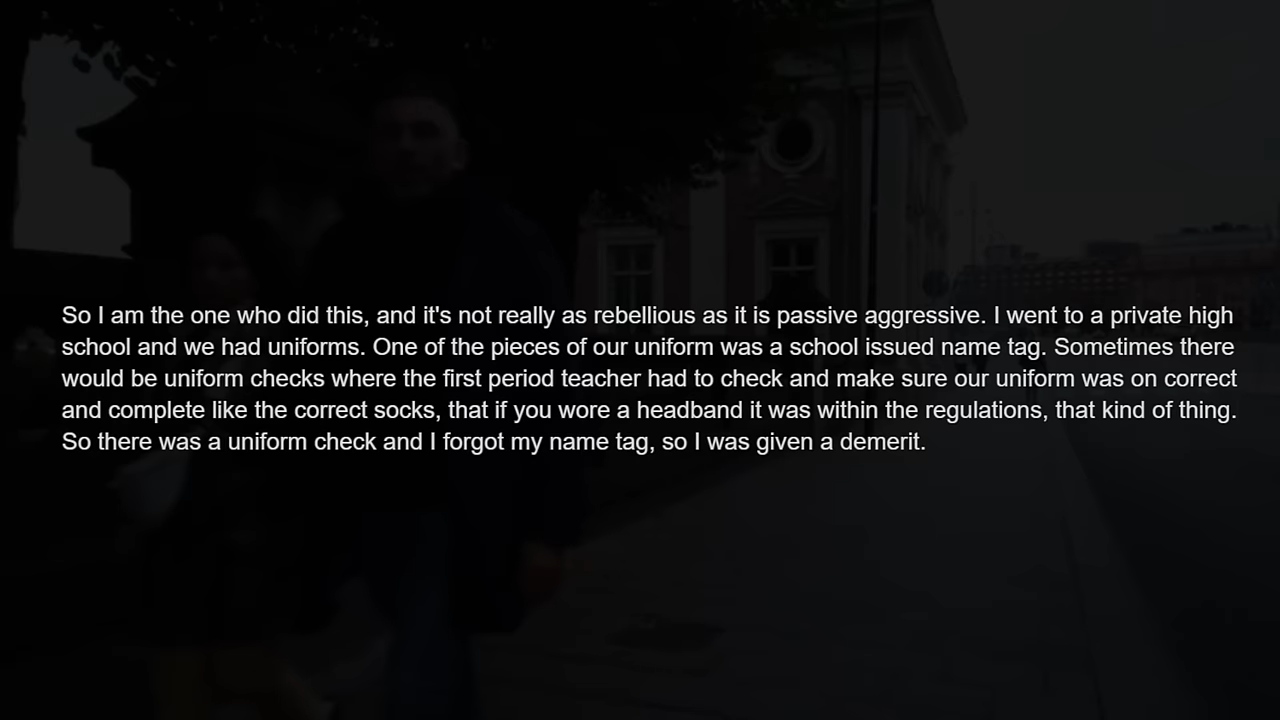 So I am the one who did this, and it's not really as rebellious as it is passive aggressive. I went to a private high
school and we had uniforms. One of the pieces of our uniform was a school issued name tag. Sometimes there
would be uniform checks where the first period teacher had to check and make sure our uniform was on correct
and complete like the correct socks, that if you wore a headband it was within the regulations, that kind of thing.
So there was a uniform check and I forgot my name tag, so I was given a demerit.